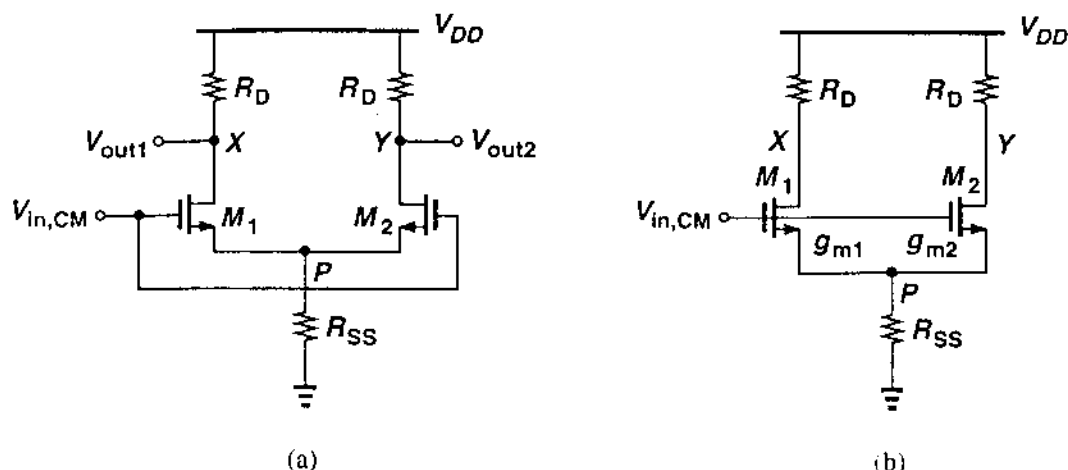 V_DD
R_D
R_D
V_out1
X
Y
V_out2
V_in,CM
M_1
M_2
P
R_SS
(a)
V_DD
R_D
R_D
X
Y
M_1
M_2
V_in,CM
g_m1
g_m2
P
R_SS
(b)